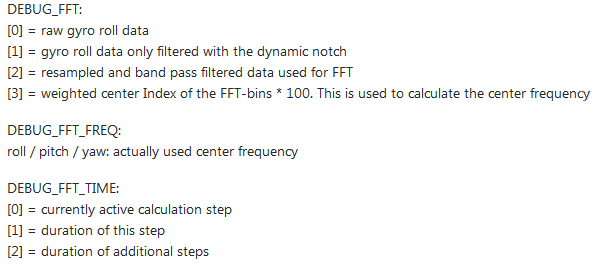 DEBUG_FFT:
[0] = raw gyro roll data
[1] = gyro roll data only filtered with the dynamic notch
[2] = resampled and band pass filtered data used for FFT
[3] = weighted center Index of the FFT-bins * 100. This is used to calculate the center frequency
DEBUG_FFT_FREQ:
roll / pitch / yaw: actually used center frequency
DEBUG_FFT_TIME:
[0] = currently active calculation step
[1] = duration of this step
[2] = duration of additional steps